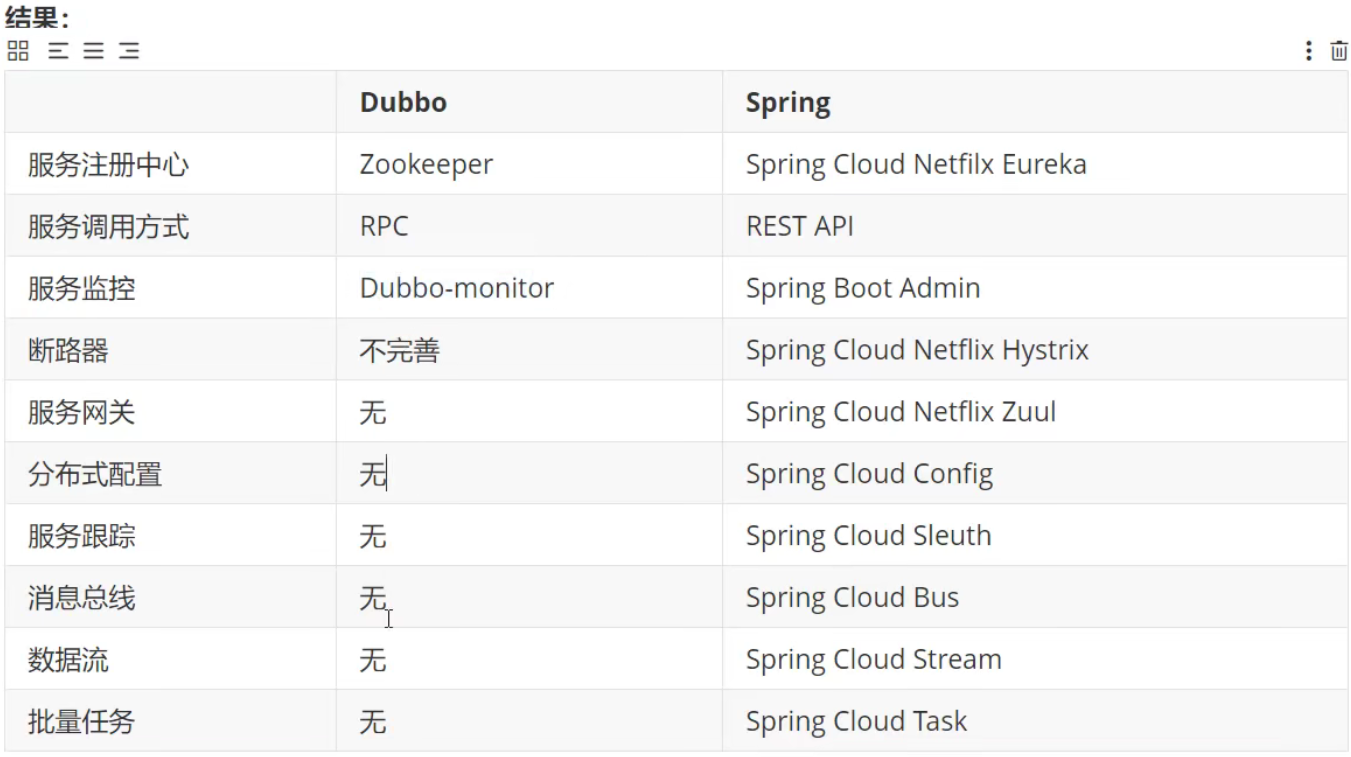 结果：
Dubbo Spring
服务注册中心 Zookeeper Spring Cloud Netfilx Eureka
服务调用方式 RPC REST API
服务监控 Dubbo-monitor Spring Boot Admin
断路器 不完善 Spring Cloud Netflix Hystrix
服务网关 无 Spring Cloud Netflix Zuul
分布式配置 无 Spring Cloud Config
服务跟踪 无 Spring Cloud Sleuth
消息总线 无 Spring Cloud Bus
数据流 无 Spring Cloud Stream
批量任务 无 Spring Cloud Task